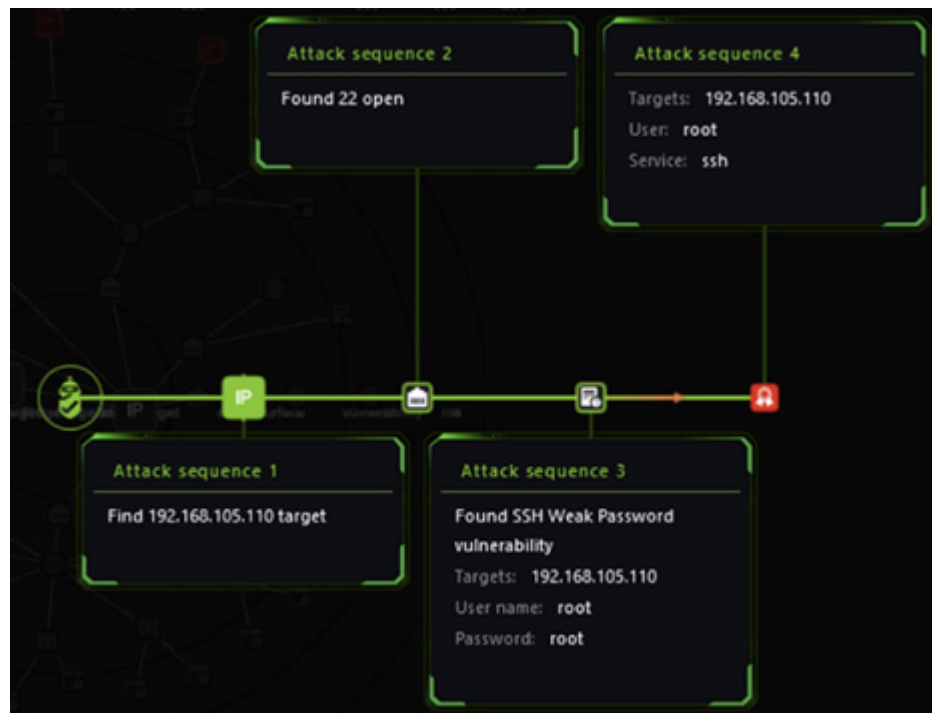 Attack sequence 2
Found 22 open
Attack sequence 4
Targets: 192.168.105.110
User: root
Service: ssh
IP
IP
Attack sequence 1
Find 192.168.105.110 target
Attack sequence 3
Found SSH Weak Password
vulnerability
Targets: 192.168.105.110
User name: root
Password: root